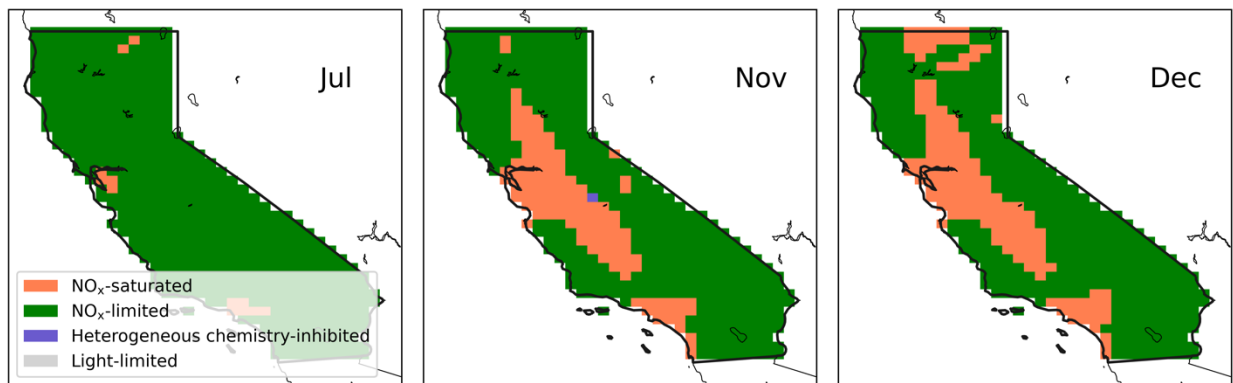 Jul
Nov
Dec
NOₓ-saturated
NOₓ-limited
Heterogeneous chemistry-inhibited
Light-limited